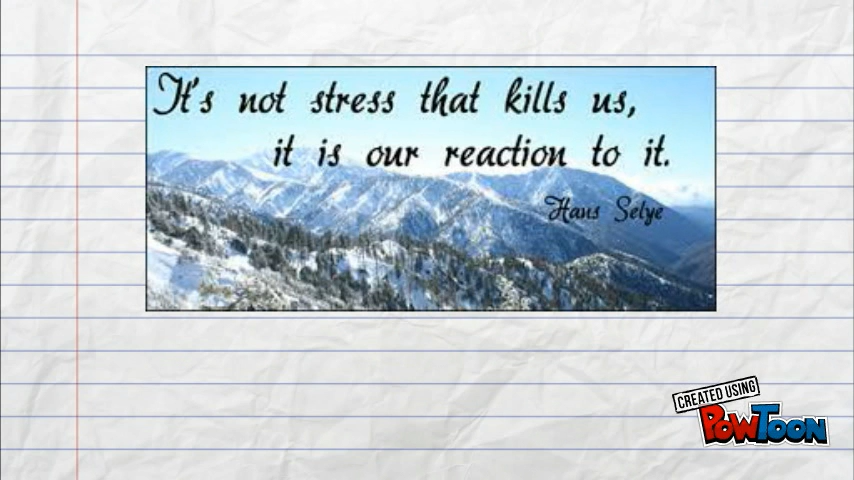 It's not stress that kills us,
it is our reaction to it.
Hans Selye
CREATED USING
POWTOON